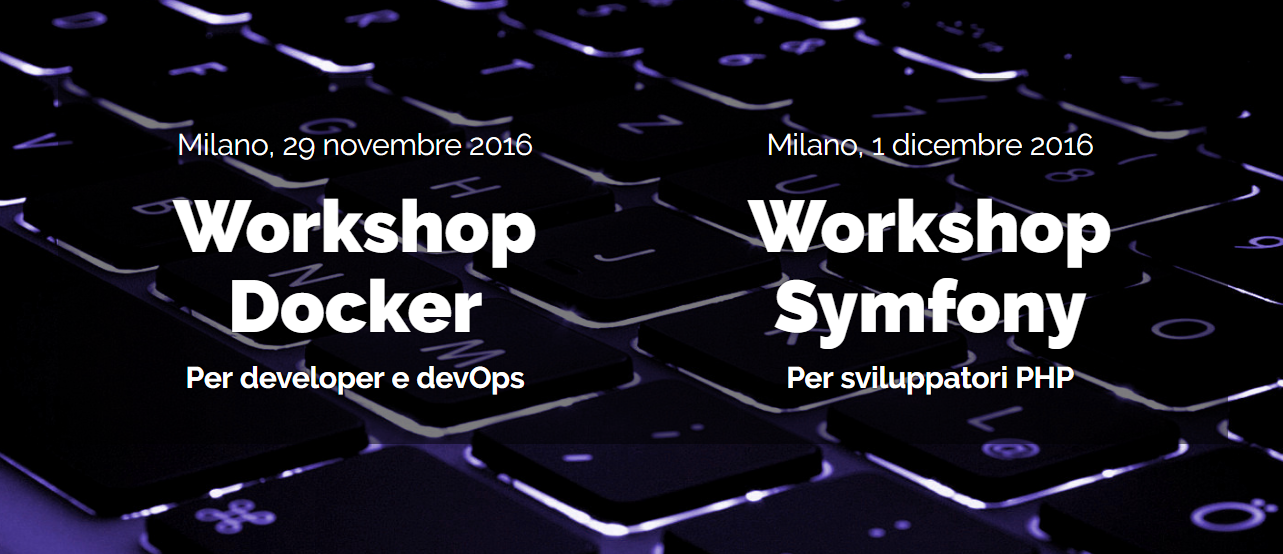 Milano, 29 novembre 2016
Workshop
Docker
Per developer e devOps
Milano, 1 dicembre 2016
Workshop
Symfony
Per sviluppatori PHP